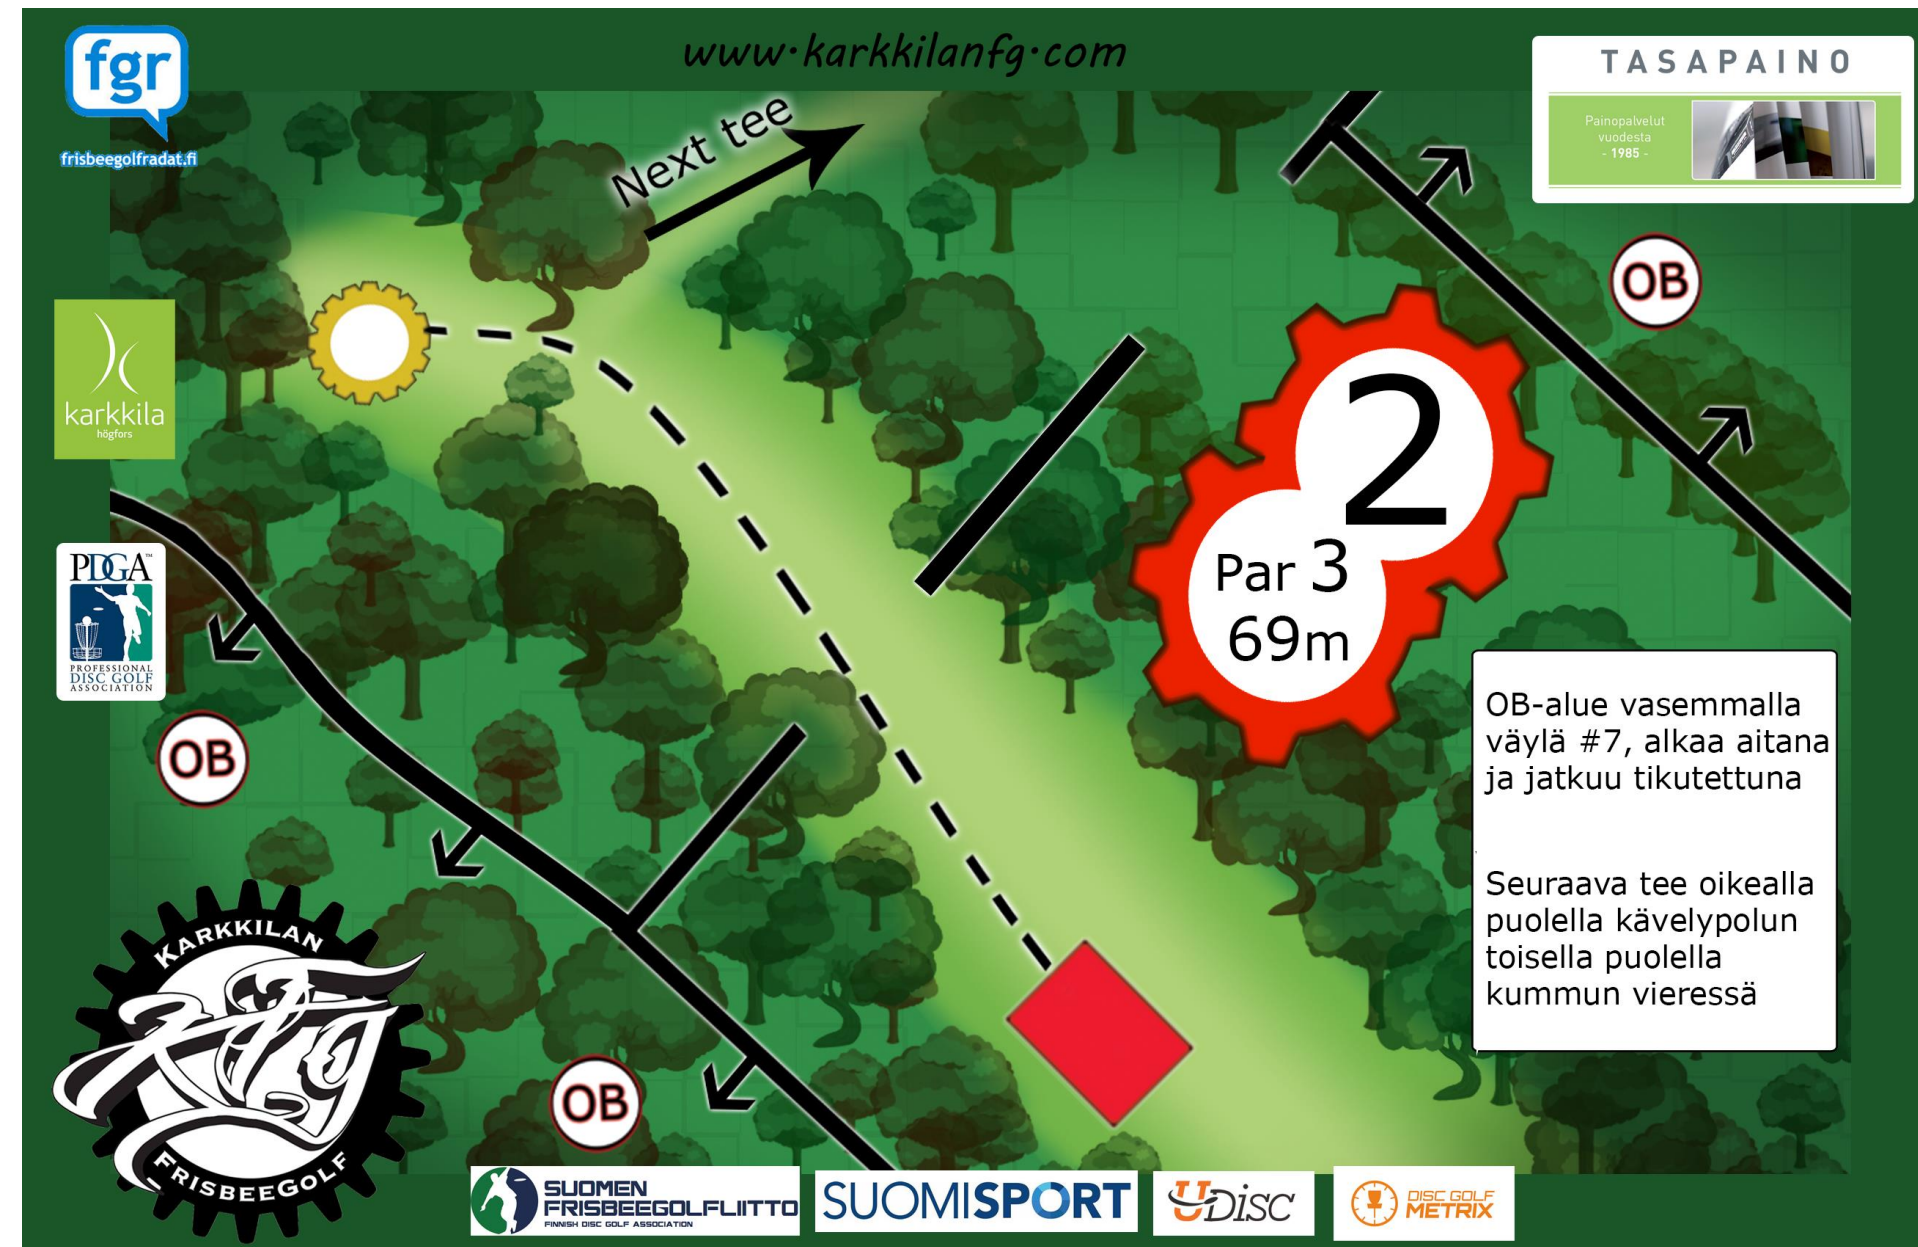 www.karkkilanfg.com
fgr
frisbeegolfradat.fi
TASAPAINO
Painopalvelut
vuodesta
- 1985 -
Next tee
OB
karkkila
högfors
2
Par 3
69m
PDGA™
PROFESSIONAL
DISC GOLF
ASSOCIATION
OB
OB-alue vasemmalla
väylä #7, alkaa aitana
ja jatkuu tikutettuna
Seuraava tee oikealla
puolella kävelypolun
toisella puolella
kummun vieressä
KARKKILAN
KFg
FRISBEEGOLF
OB
SUOMEN
FRISBEEGOLFLIITTO
FINNISH DISC GOLF ASSOCIATION
SUOMISPORT
UDisc
DISC GOLF
METRIX